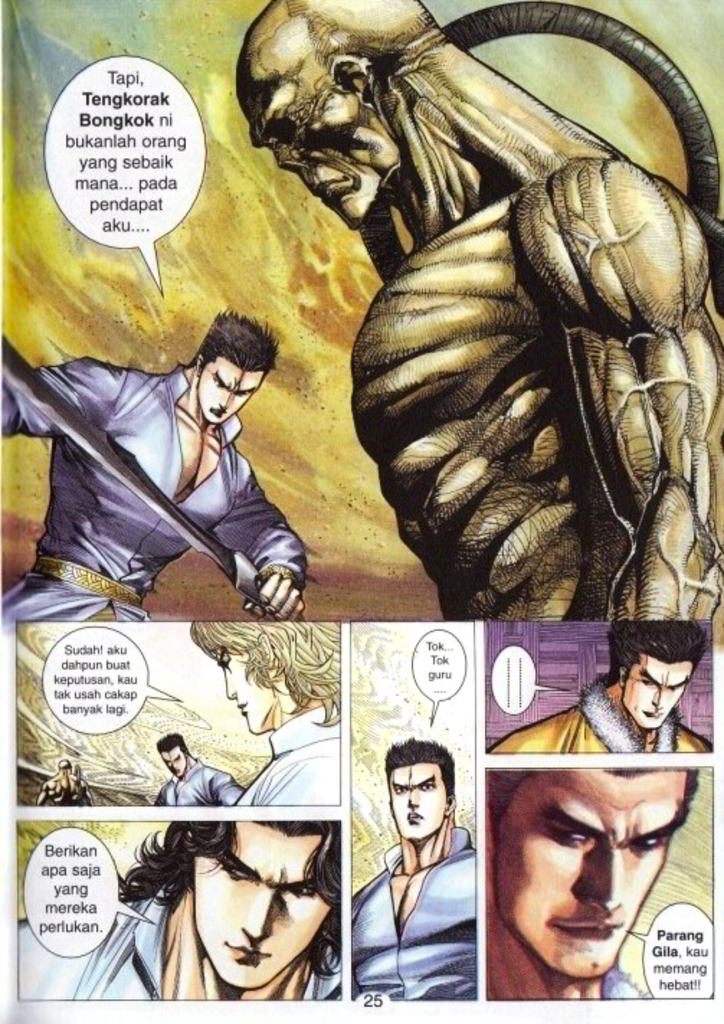 Tapi,
Tengkorak
Bongkok ni
bukanlah orang
yang sebaik
mana... pada
pendapat
aku....
Sudah! aku
dahpun buat
keputusan, kau
tak usah cakap
banyak lagi.
Tok...
Tok
guru
....
Berikan
apa saja
yang
mereka
perlukan.
Parang
Gila, kau
memang
hebat!!
25